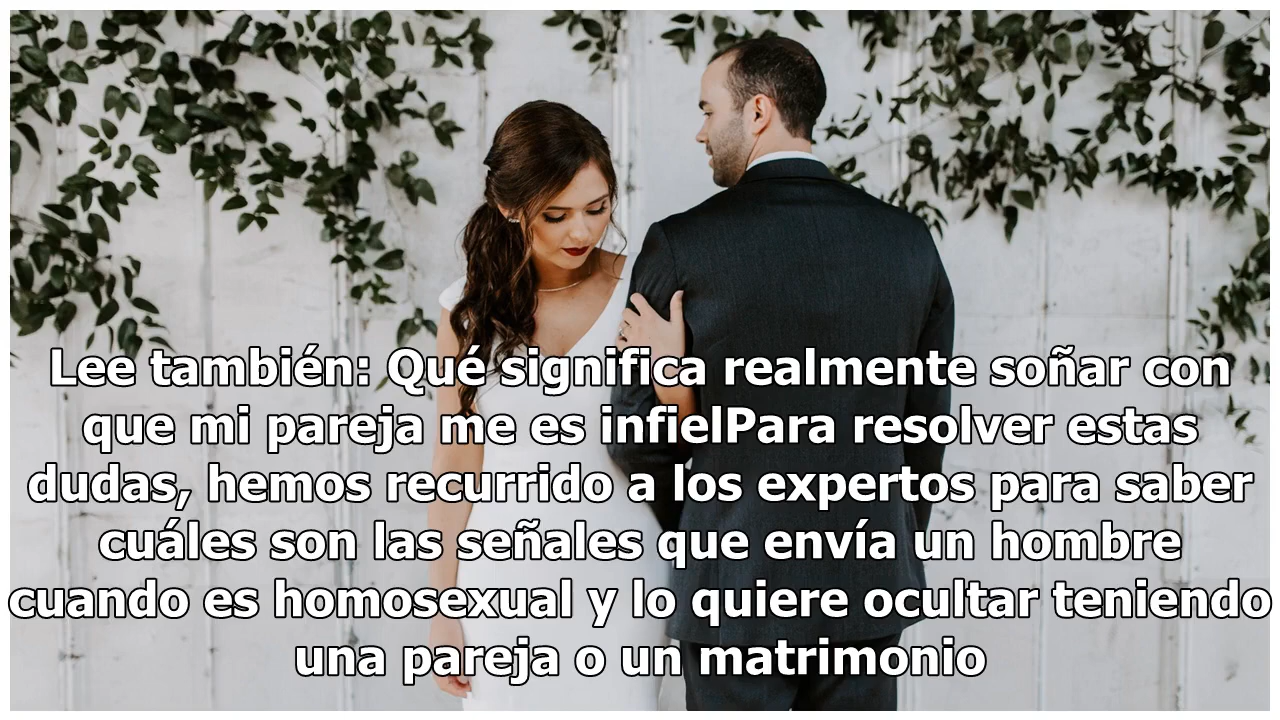 Lee también: Qué significa realmente soñar con
que mi pareja me es infielPara resolver estas
dudas, hemos recurrido a los expertos para saber
cuáles son las señales que envía un hombre
cuando es homosexual y lo quiere ocultar teniendo
una pareja o un matrimonio